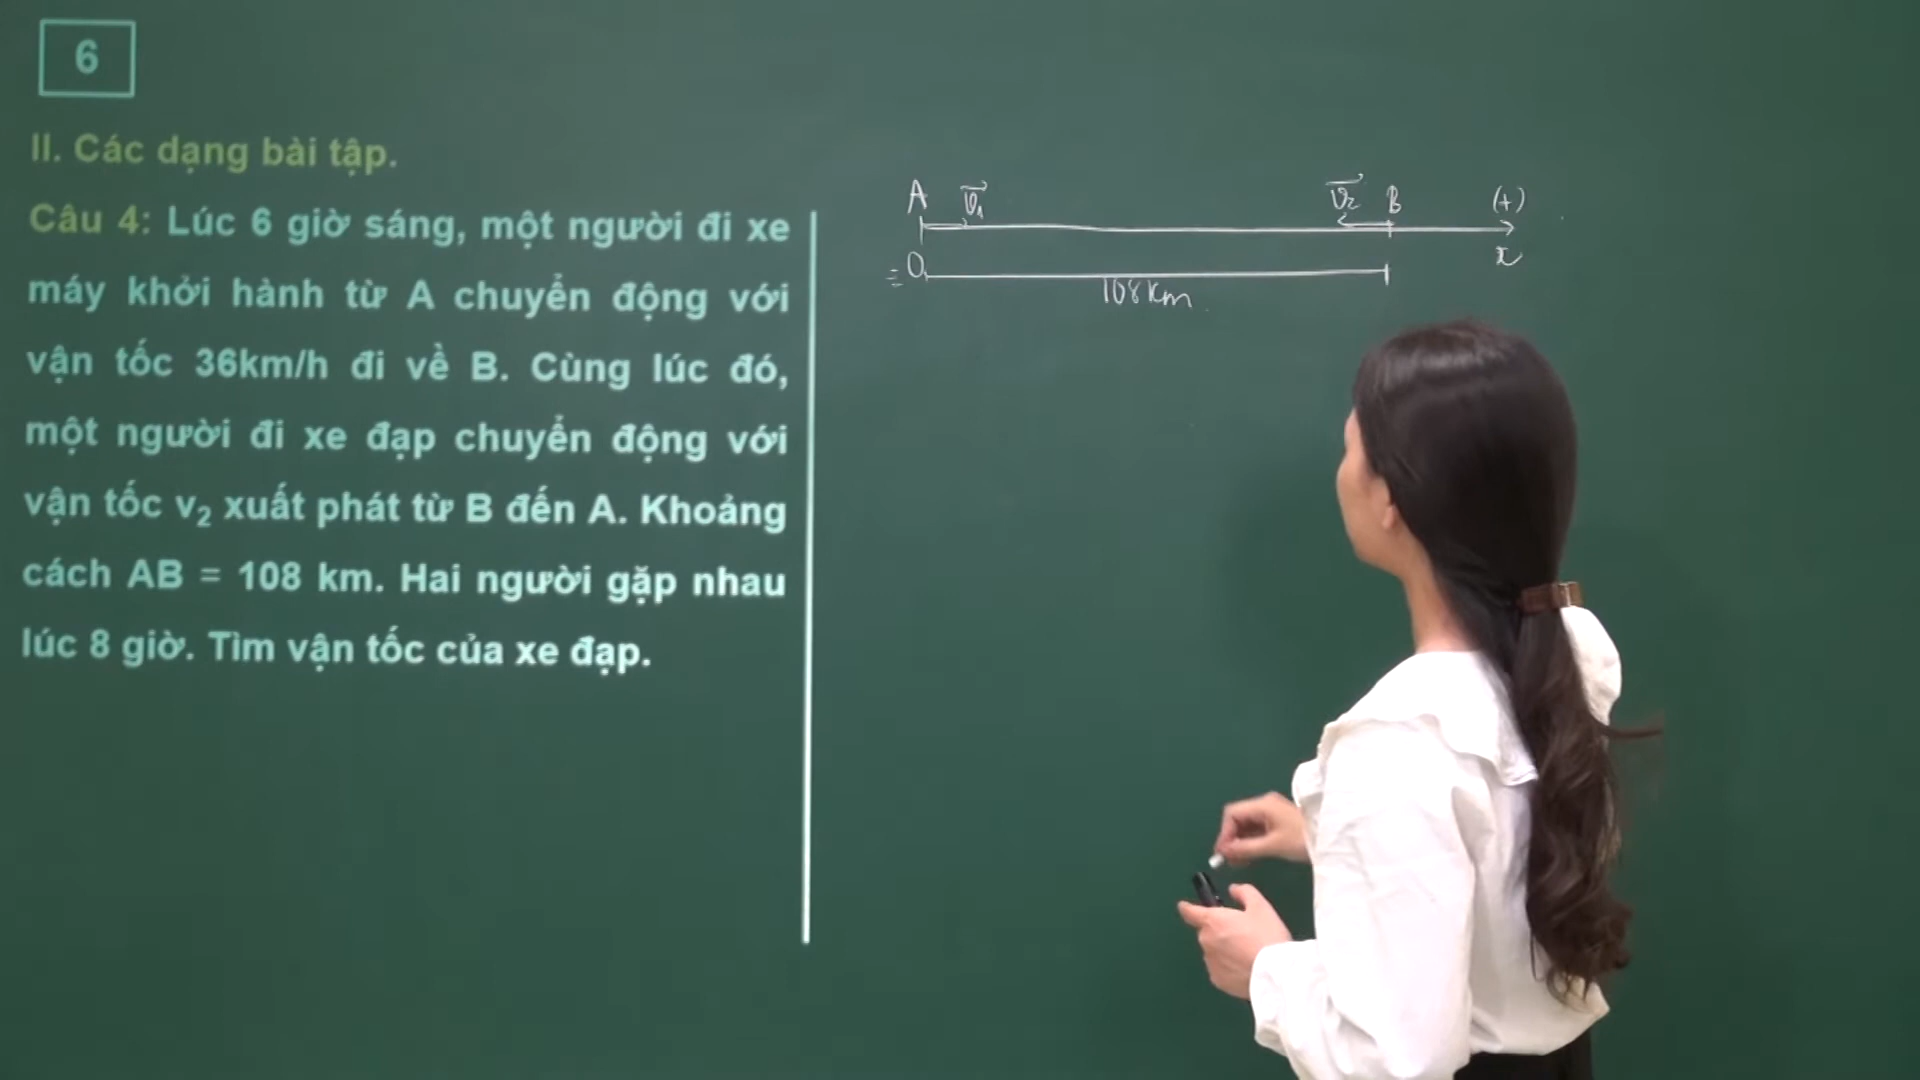 6
II. Các dạng bài tập.
Câu 4: Lúc 6 giờ sáng, một người đi xe
máy khởi hành từ A chuyển động với
vận tốc 36km/h đi về B. Cùng lúc đó,
một người đi xe đạp chuyển động với
vận tốc v₂ xuất phát từ B đến A. Khoảng
cách AB = 108 km. Hai người gặp nhau
lúc 8 giờ. Tìm vận tốc của xe đạp.
A v₁ v₂ B (+)
≡ O x
108 km